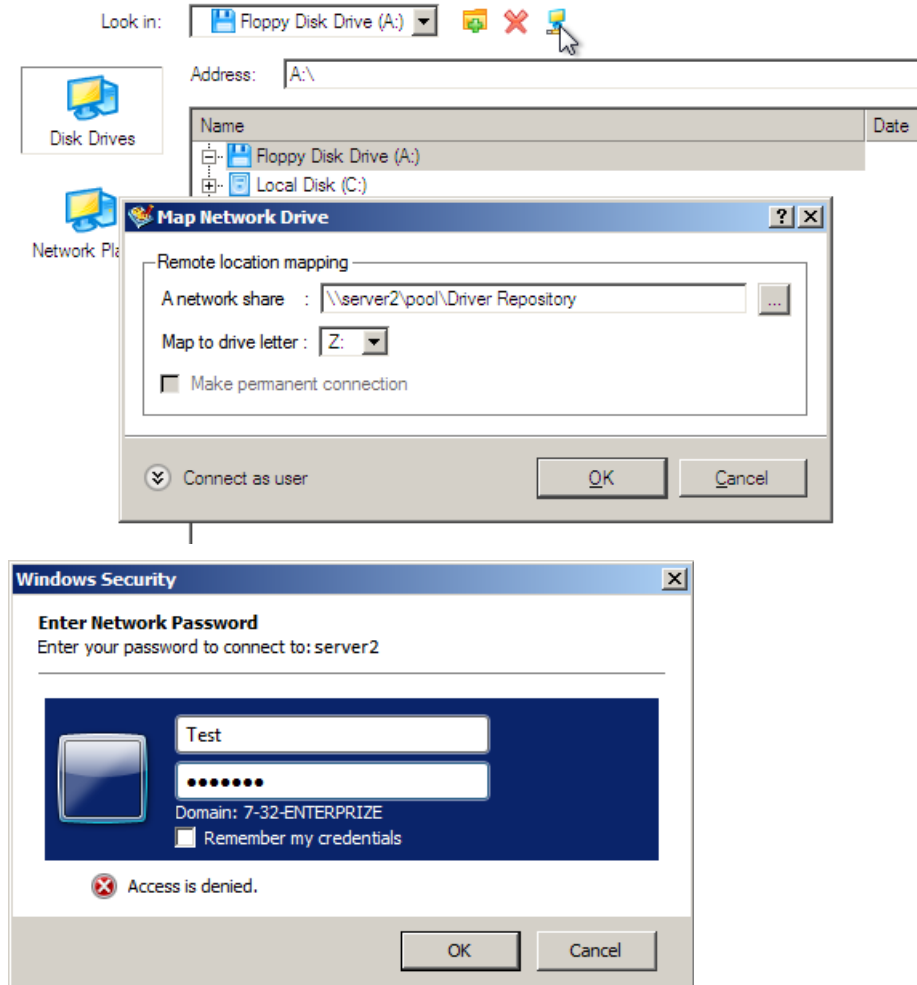 Look in: Floppy Disk Drive (A:)
Address: A:\
Disk Drives
Name Date
Floppy Disk Drive (A:)
Local Disk (C:)
Network Pla
Map Network Drive
Remote location mapping
A network share : \\server2\pool\Driver Repository ...
Map to drive letter : Z:
Make permanent connection
Connect as user OK Cancel
Windows Security
Enter Network Password
Enter your password to connect to: server2
Test
Domain: 7-32-ENTERPRIZE
Remember my credentials
Access is denied.
OK Cancel